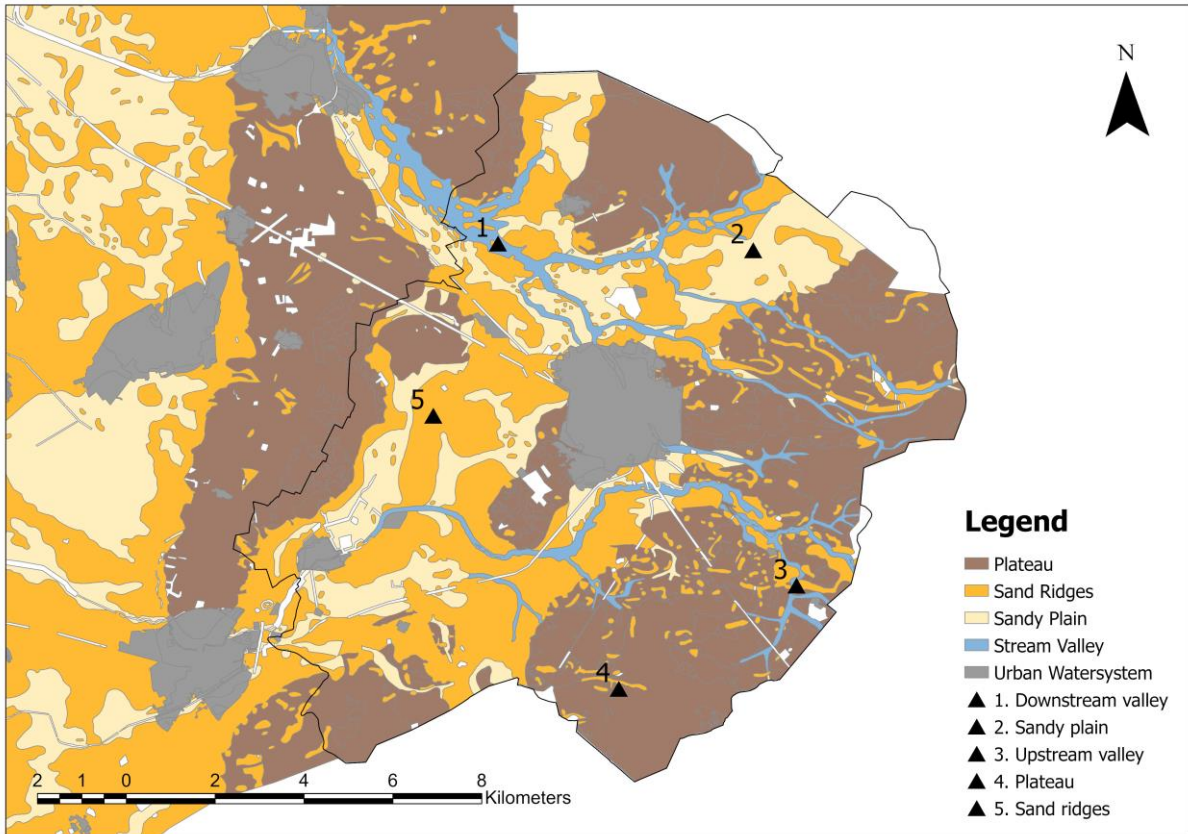 N
1
2
5
3
4
Legend
Plateau
Sand Ridges
Sandy Plain
Stream Valley
Urban Watersystem
1. Downstream valley
2. Sandy plain
3. Upstream valley
4. Plateau
5. Sand ridges
2 1 0 2 4 6 8
Kilometers